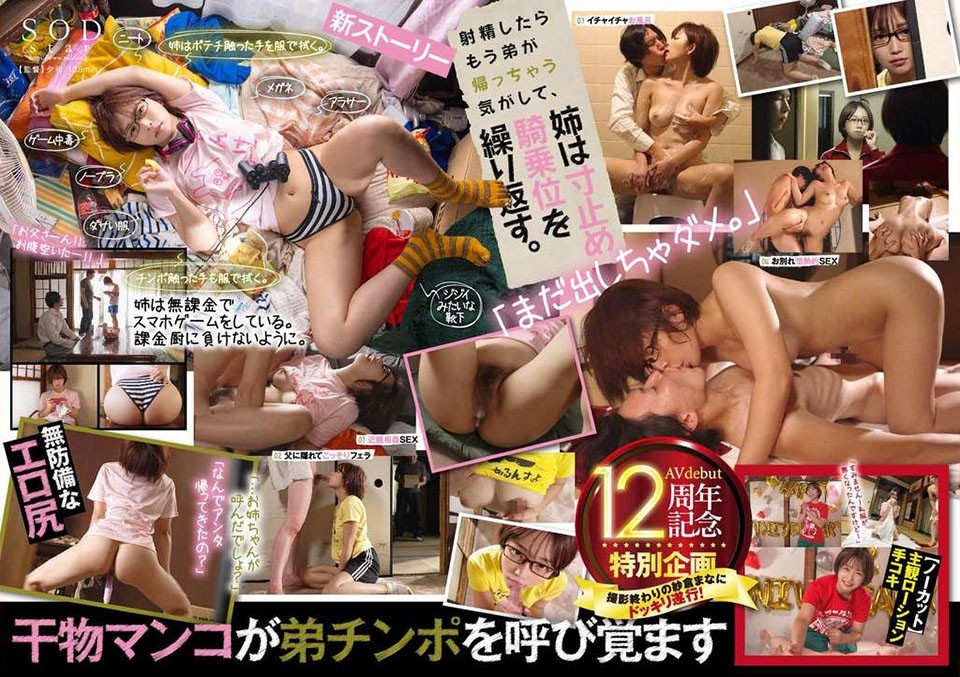 SOD
star
【監督】
ニート
姉はポテチ触った手を服で拭く。
メガネ
アラサー
ゲーム中毒
ノーブラ
ダサい服
「お父さーん!!
お腹空いたー!!」
チンポ触った手も服で拭く。
姉は無課金で
スマホゲームをしている。
課金厨に負けないように。
ジジイ
みたいな
靴下
新ストーリー
射精したら
もう弟が
帰っちゃう
気がして、
姉は寸止め
騎乗位を
繰り返す。
「まだ出しちゃダメ。」
01 イチャイチャお風呂
04 お別れ情熱的SEX
01 近親相姦SEX
02 父に隠れてこっそりフェラ
無防備な
エロ尻
「なんでアンタ
帰ってきたの?」
「…お姉ちゃんが
呼んだでしょ?」
AVdebut
12周年
記念
特別企画
撮影終わりの紗倉まなに
ドッキリ遂行!
「ノーカット」
主観ローション
手コキ
干物マンコが弟チンポを呼び覚ます